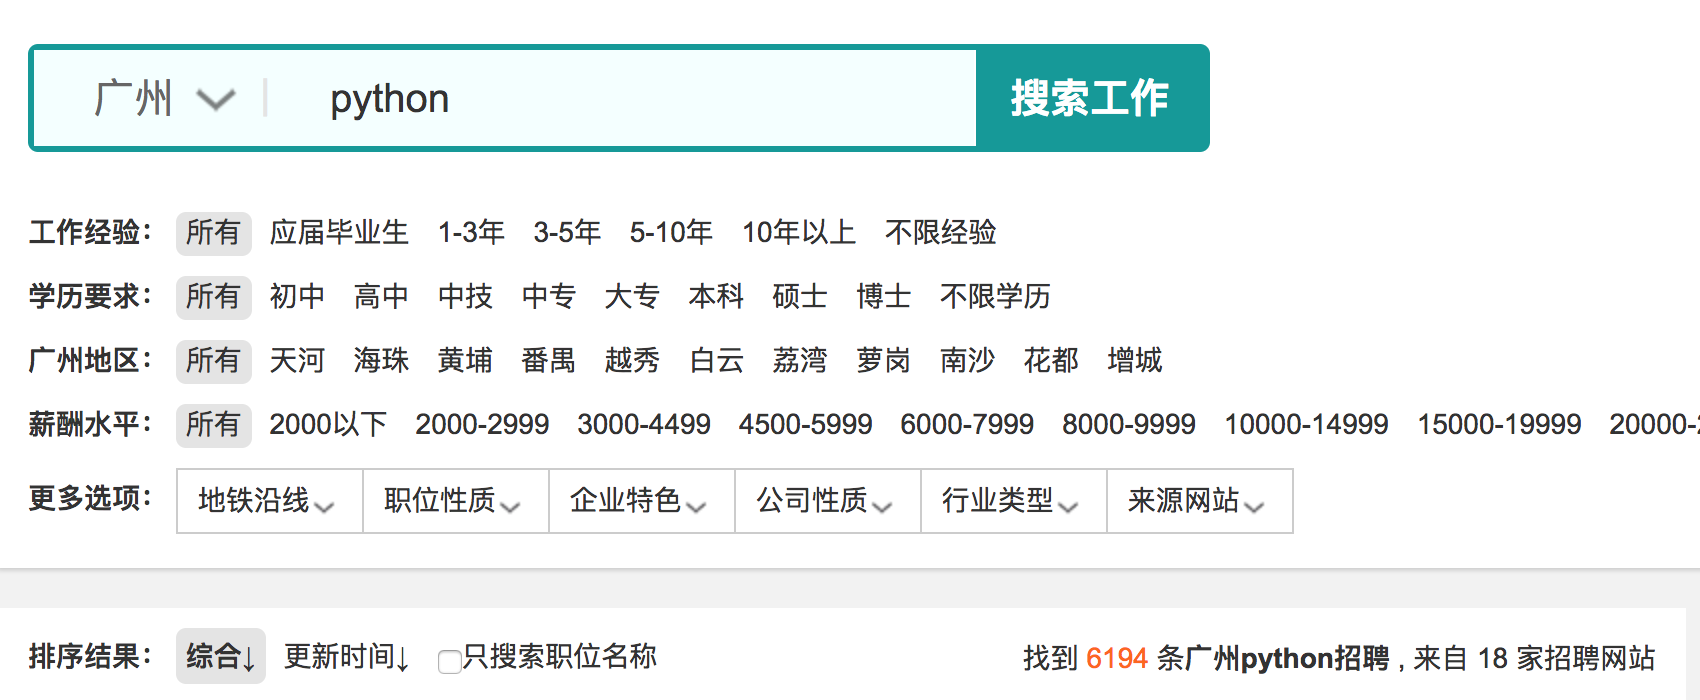 广州 python 搜索工作
工作经验： 所有 应届毕业生 1-3年 3-5年 5-10年 10年以上 不限经验
学历要求： 所有 初中 高中 中技 中专 大专 本科 硕士 博士 不限学历
广州地区： 所有 天河 海珠 黄埔 番禺 越秀 白云 荔湾 萝岗 南沙 花都 增城
薪酬水平： 所有 2000以下 2000-2999 3000-4499 4500-5999 6000-7999 8000-9999 10000-14999 15000-19999 20000-
更多选项： 地铁沿线 职位性质 企业特色 公司性质 行业类型 来源网站
排序结果： 综合↓ 更新时间↓ 只搜索职位名称 找到 6194 条广州python招聘 , 来自 18 家招聘网站